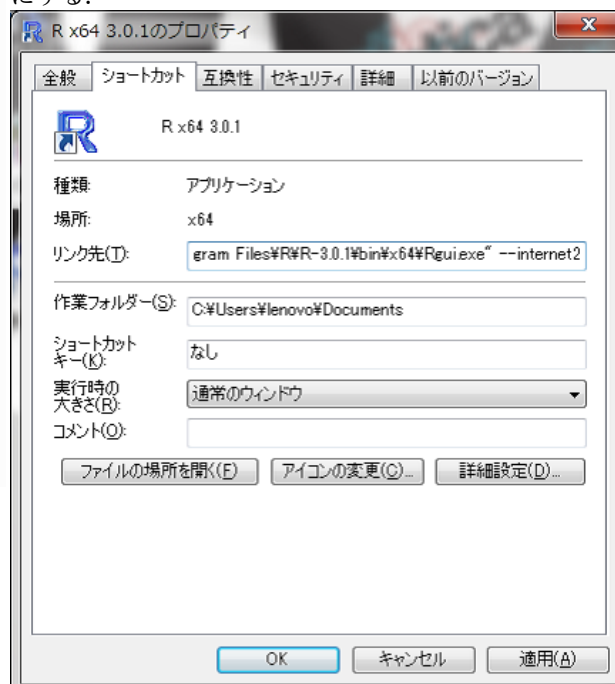 にする.
R x64 3.0.1のプロパティ
x
全般 ショートカット 互換性 セキュリティ 詳細 以前のバージョン
R x64 3.0.1
種類: アプリケーション
場所: x64
リンク先(T): gram Files¥R¥R-3.0.1¥bin¥x64¥Rgui.exe" --internet2
作業フォルダー(S): C:¥Users¥lenovo¥Documents
ショートカット
キー(K): なし
実行時の
大きさ(R): 通常のウィンドウ
コメント(O):
ファイルの場所を開く(F) アイコンの変更(C)... 詳細設定(D)...
OK キャンセル 適用(A)